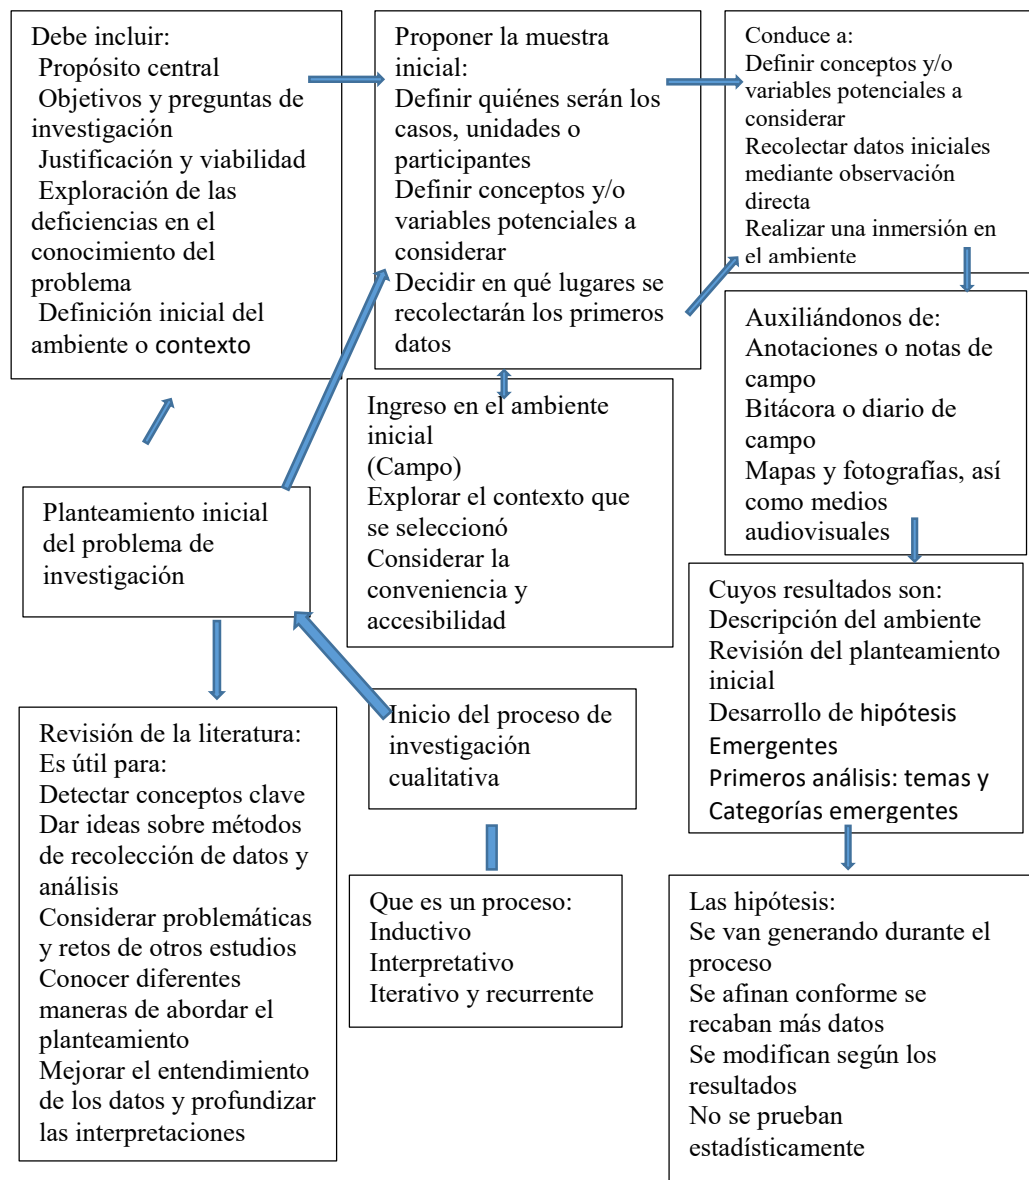 Debe incluir:
Propósito central
Objetivos y preguntas de
investigación
Justificación y viabilidad
Exploración de las
deficiencias en el
conocimiento del
problema
Definición inicial del
ambiente o contexto
Proponer la muestra
inicial:
Definir quiénes serán los
casos, unidades o
participantes
Definir conceptos y/o
variables potenciales a
considerar
Decidir en qué lugares se
recolectarán los primeros
datos
Conduce a:
Definir conceptos y/o
variables potenciales a
considerar
Recolectar datos iniciales
mediante observación
directa
Realizar una inmersión en
el ambiente
Auxiliándonos de:
Anotaciones o notas de
campo
Bitácora o diario de
campo
Mapas y fotografías, así
como medios
audiovisuales
Ingreso en el ambiente
inicial
(Campo)
Explorar el contexto que
se seleccionó
Considerar la
conveniencia y
accesibilidad
Planteamiento inicial
del problema de
investigación
Cuyos resultados son:
Descripción del ambiente
Revisión del planteamiento
inicial
Desarrollo de hipótesis
Emergentes
Primeros análisis: temas y
Categorías emergentes
Inicio del proceso de
investigación
cualitativa
Revisión de la literatura:
Es útil para:
Detectar conceptos clave
Dar ideas sobre métodos
de recolección de datos y
análisis
Considerar problemáticas
y retos de otros estudios
Conocer diferentes
maneras de abordar el
planteamiento
Mejorar el entendimiento
de los datos y profundizar
las interpretaciones
Que es un proceso:
Inductivo
Interpretativo
Iterativo y recurrente
Las hipótesis:
Se van generando durante el
proceso
Se afinan conforme se
recaban más datos
Se modifican según los
resultados
No se prueban
estadísticamente